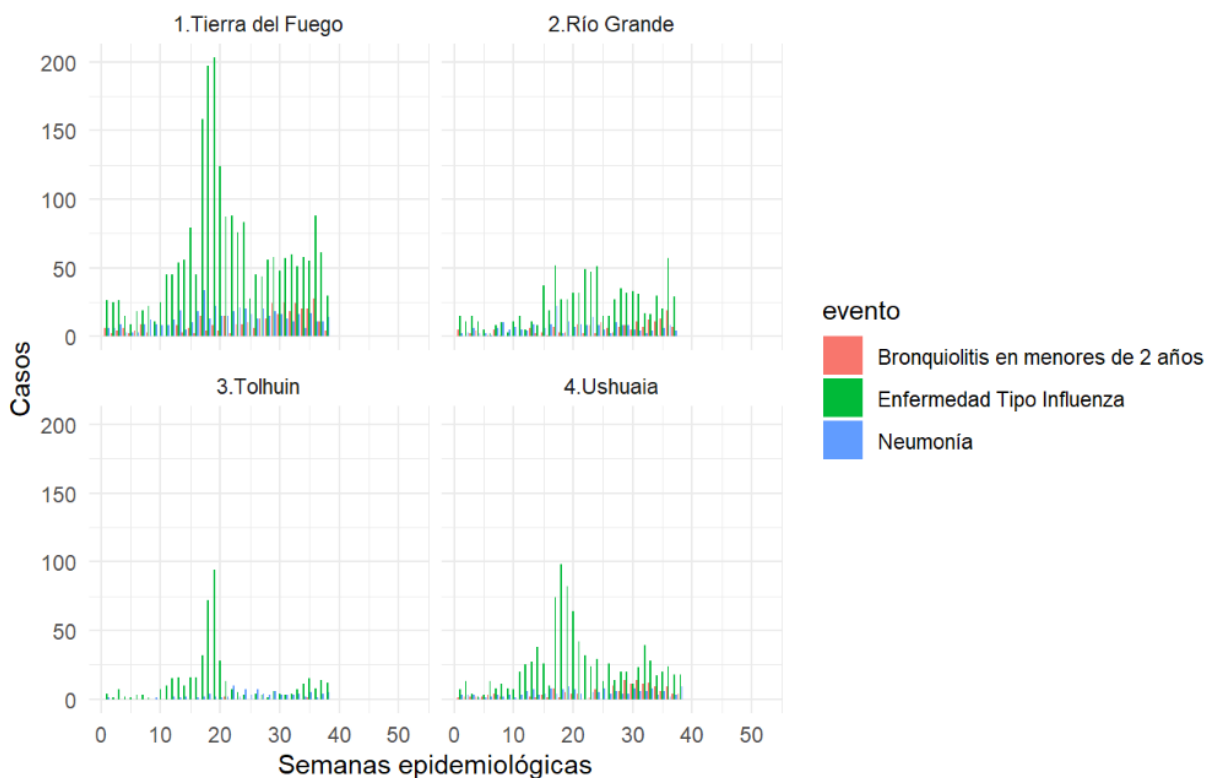 1.Tierra del Fuego
2.Río Grande
200
150
100
50
0
3.Tolhuin
4.Ushuaia
200
150
100
50
0
0 10 20 30 40 50
0 10 20 30 40 50
Casos
Semanas epidemiológicas
evento
Bronquiolitis en menores de 2 años
Enfermedad Tipo Influenza
Neumonía